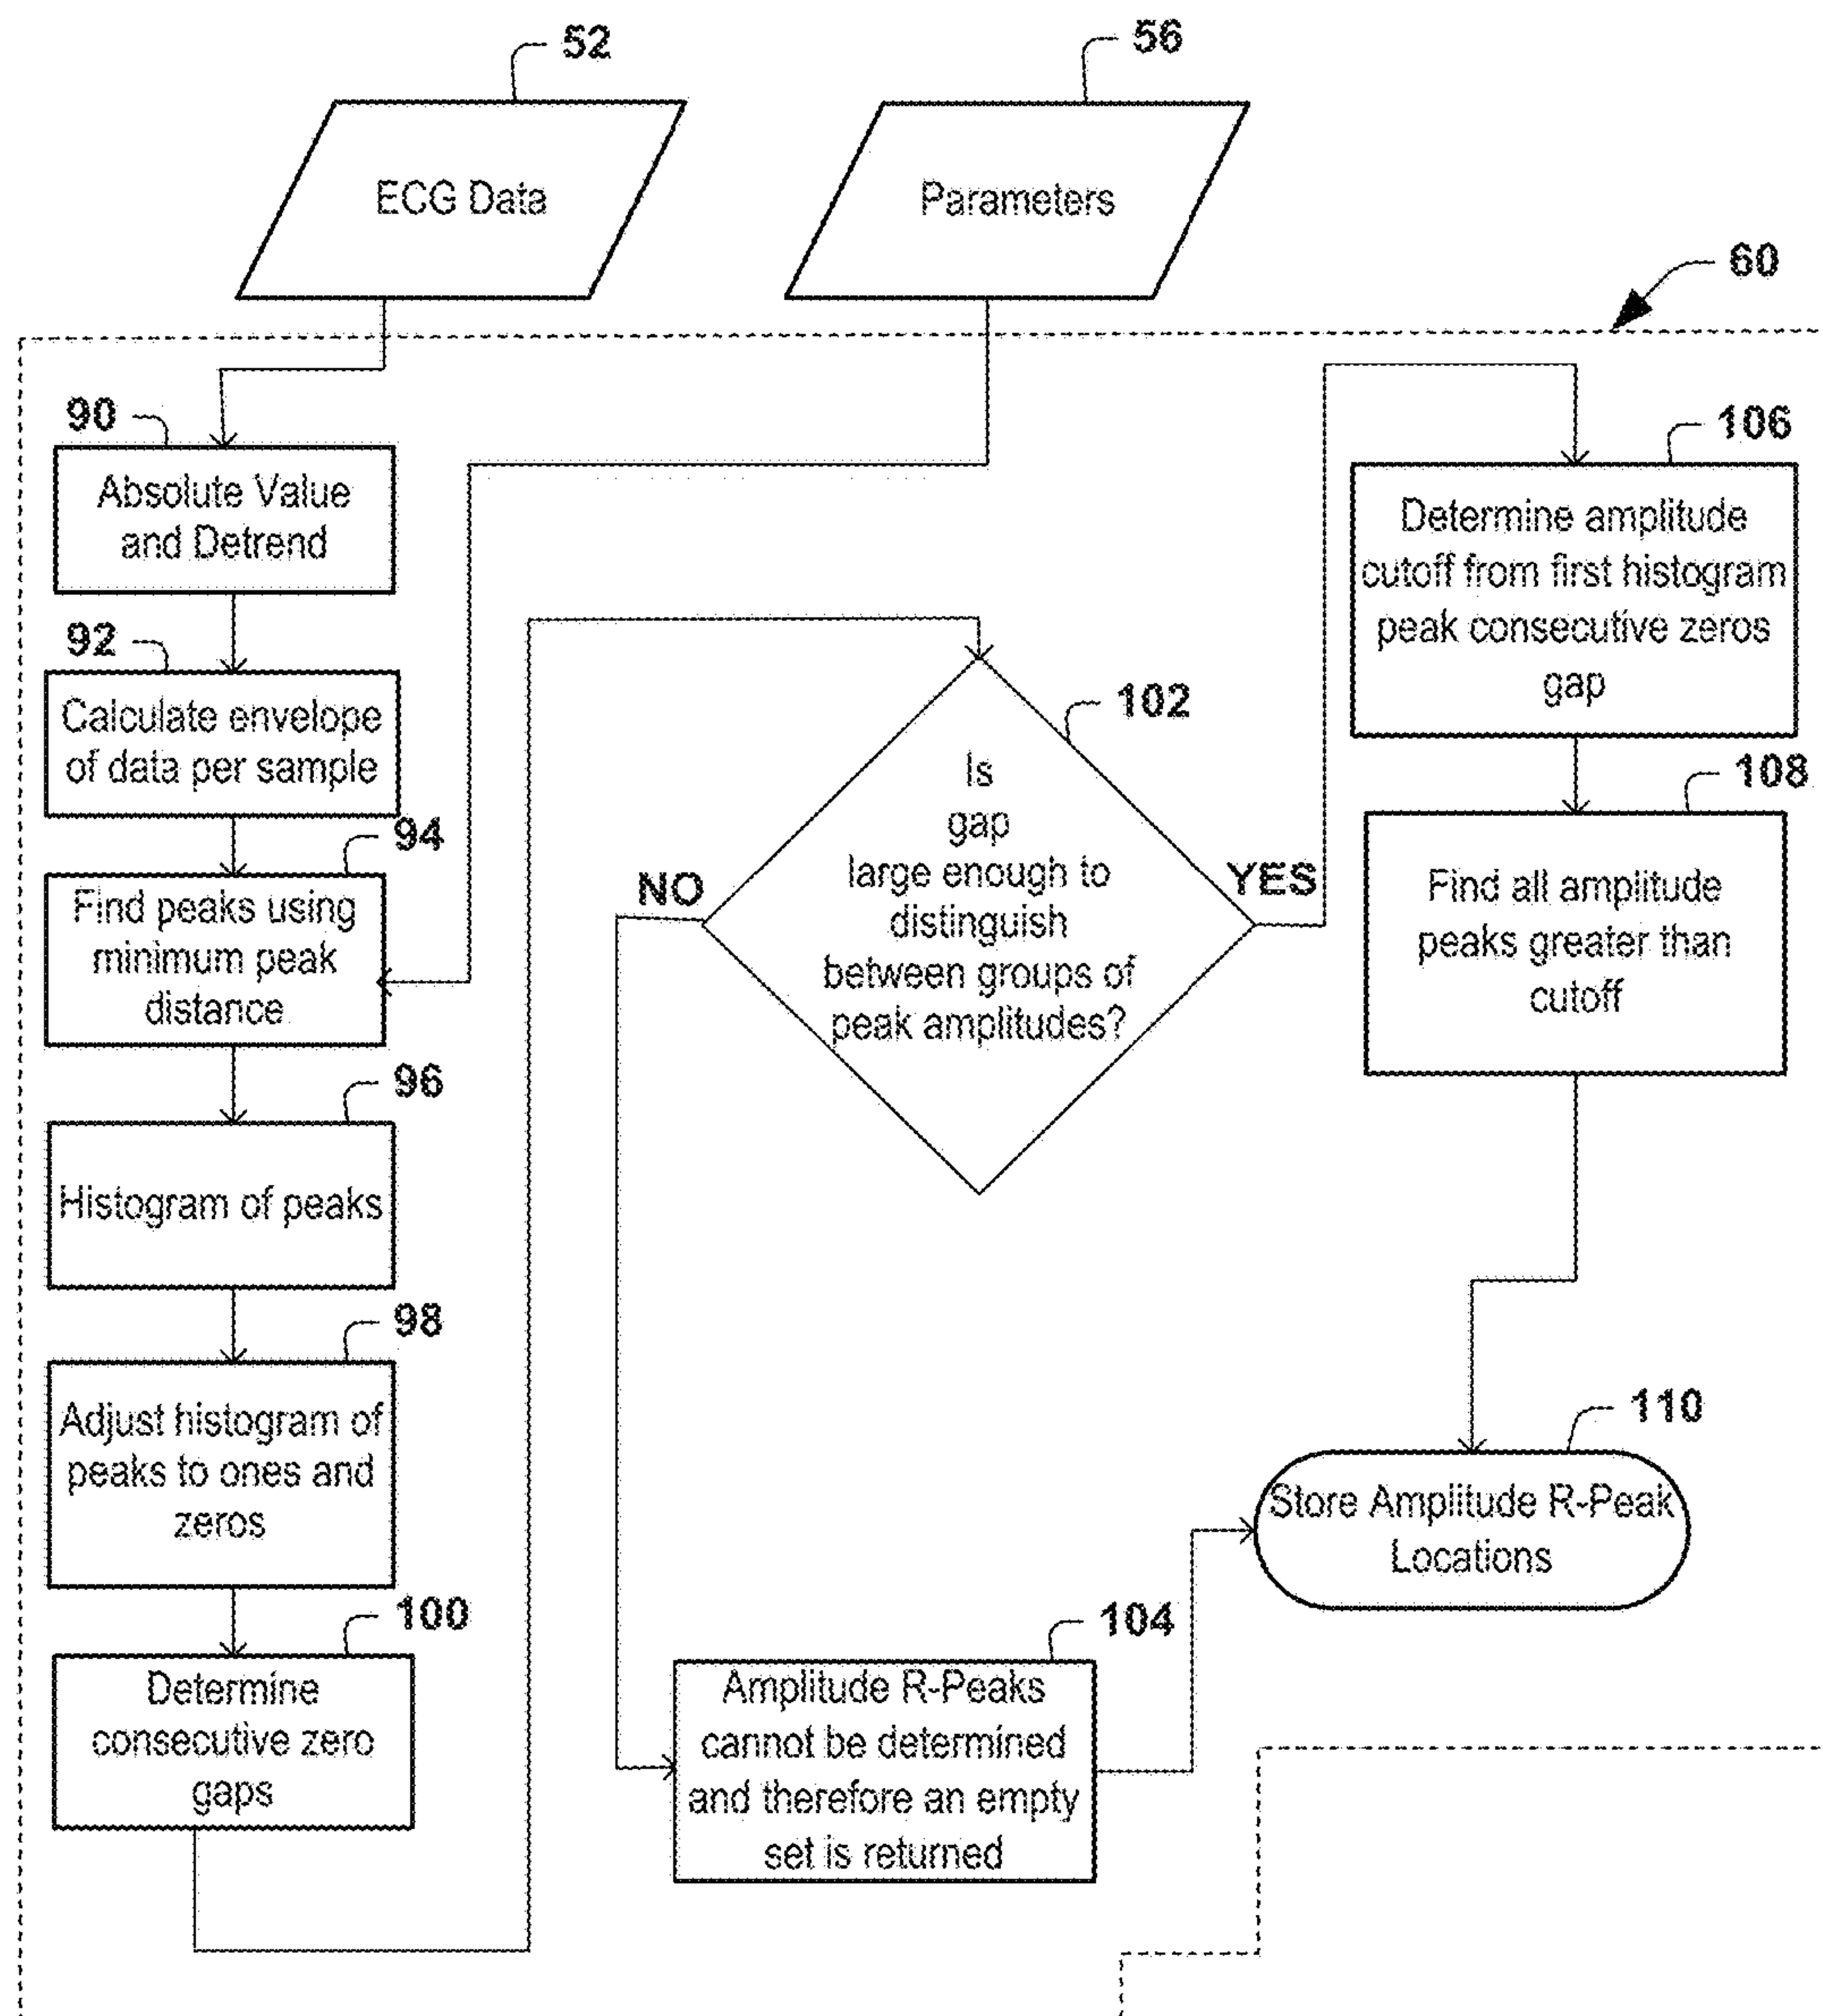 52
56
ECG Data
Parameters
60
90
Absolute Value
and Detrend
92
Calculate envelope
of data per sample
94
Find peaks using
minimum peak
distance
96
Histogram of peaks
98
Adjust histogram of
peaks to ones and
zeros
100
Determine
consecutive zero
gaps
102
Is
gap
large enough to
distinguish
between groups of
peak amplitudes?
NO
YES
104
Amplitude R-Peaks
cannot be determined
and therefore an empty
set is returned
106
Determine amplitude
cutoff from first histogram
peak consecutive zeros
gap
108
Find all amplitude
peaks greater than
cutoff
110
Store Amplitude R-Peak
Locations